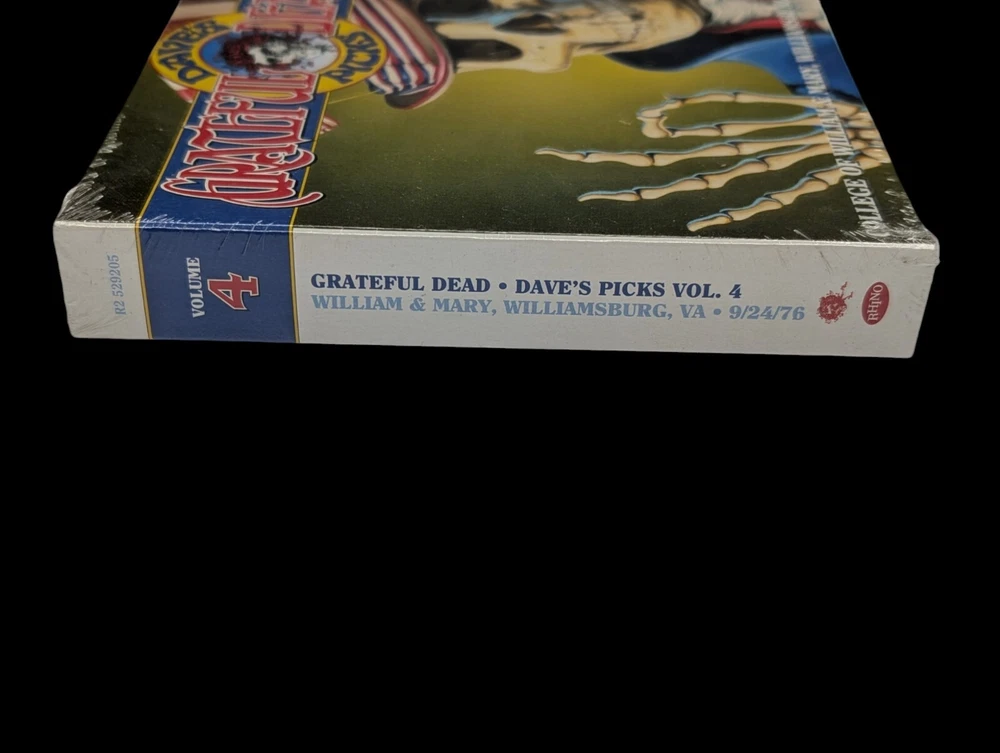 DAVE'S PICKS
GRATEFUL
COLLEGE OF WILLIAM & MARY, WILLIAMSBURG
R2 529205
VOLUME
4
GRATEFUL DEAD • DAVE'S PICKS VOL. 4
WILLIAM & MARY, WILLIAMSBURG, VA • 9/24/76
RHINO